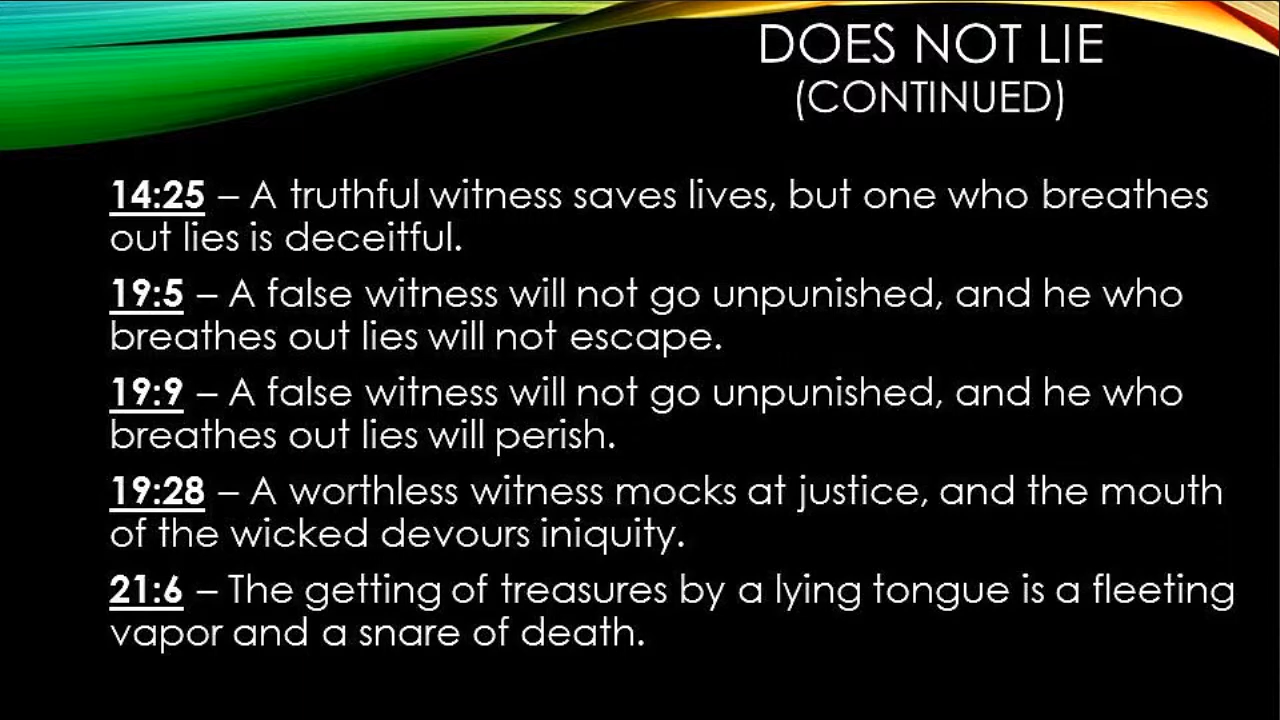 DOES NOT LIE
(CONTINUED)
14:25 – A truthful witness saves lives, but one who breathes
out lies is deceitful.
19:5 – A false witness will not go unpunished, and he who
breathes out lies will not escape.
19:9 – A false witness will not go unpunished, and he who
breathes out lies will perish.
19:28 – A worthless witness mocks at justice, and the mouth
of the wicked devours iniquity.
21:6 – The getting of treasures by a lying tongue is a fleeting
vapor and a snare of death.